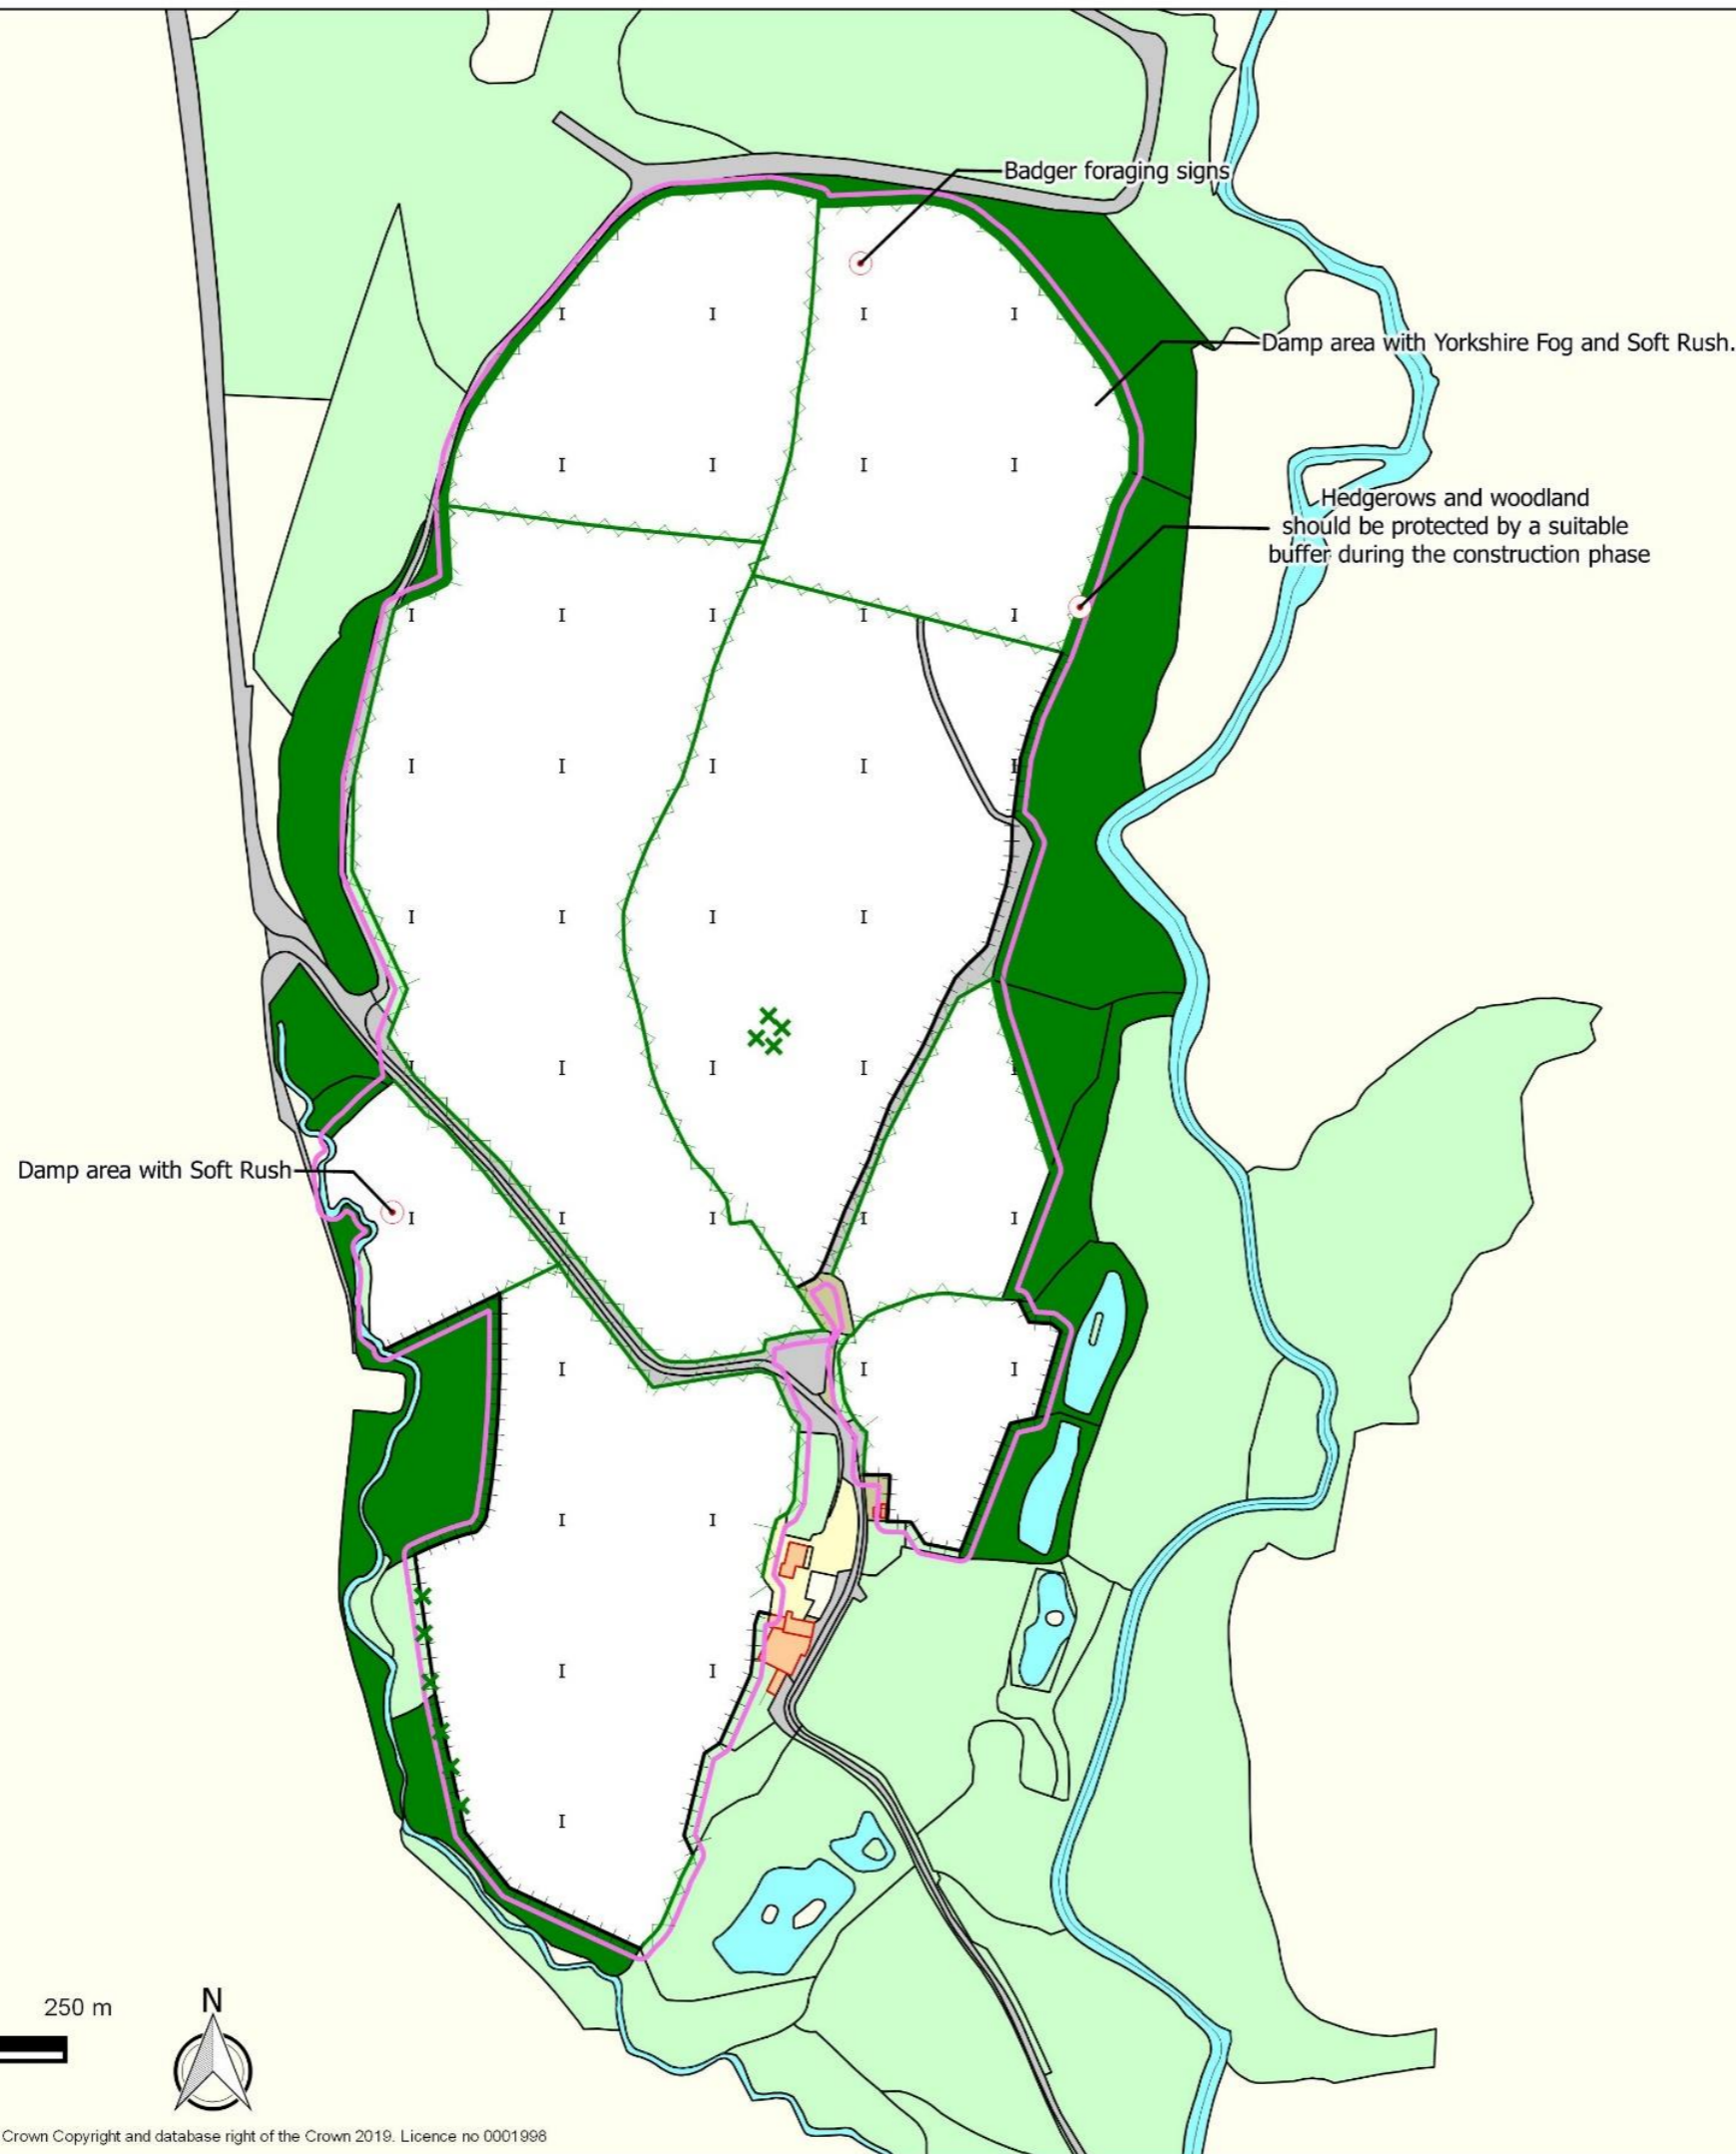 Badger foraging signs
Damp area with Yorkshire Fog and Soft Rush.
Hedgerows and woodland
should be protected by a suitable
buffer during the construction phase
Damp area with Soft Rush
I I I I
I I I I
I I I I I
I I I I I
I I I I
I I I I I
I I I I I
I I I
I I
I I
I
250 m
N
Crown Copyright and database right of the Crown 2019. Licence no 0001998